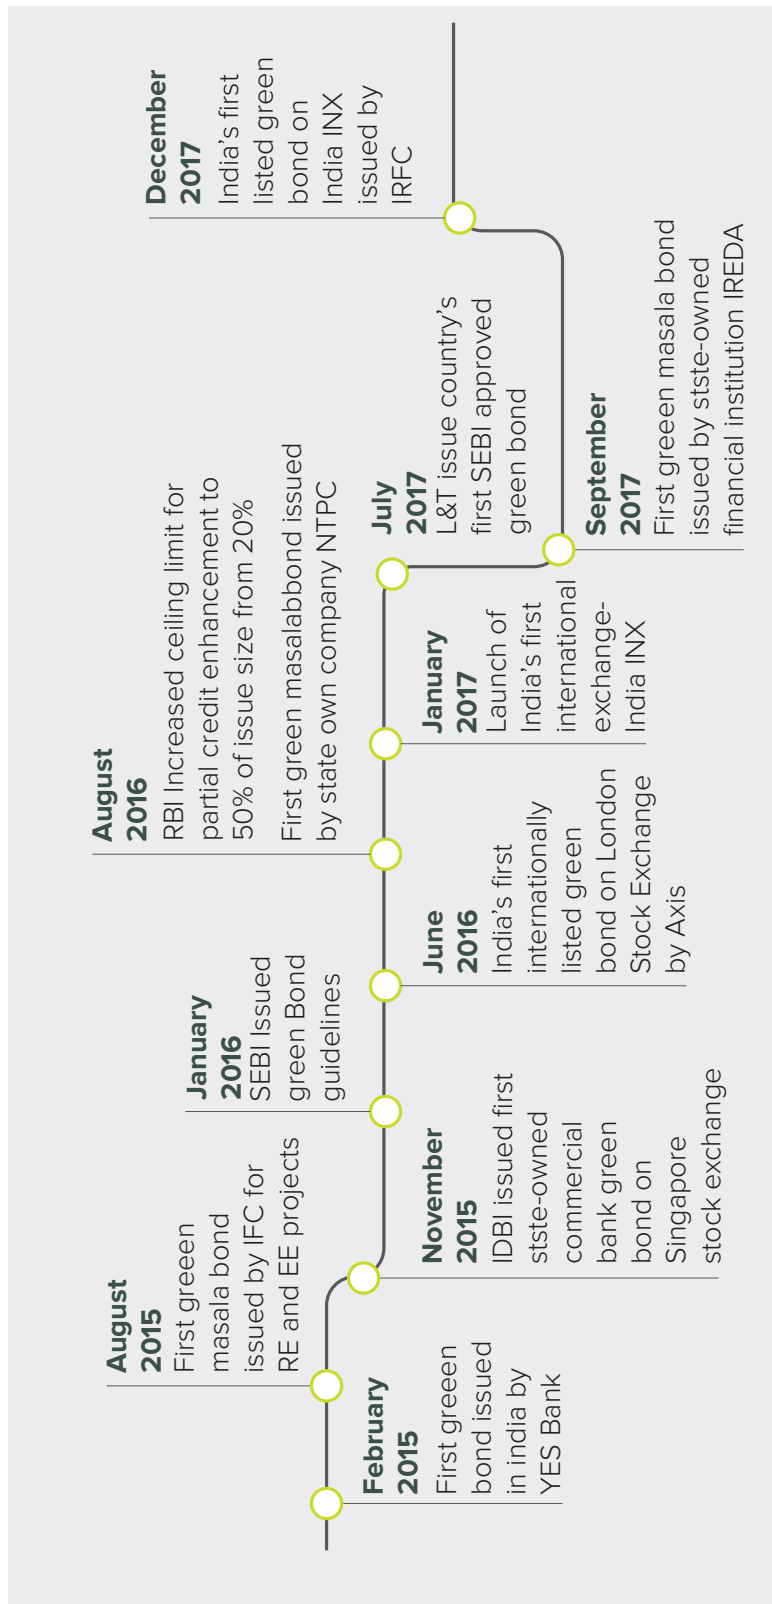 February
2015
First greeen
bond issued
in india by
YES Bank
August
2015
First greeen
masala bond
issued by IFC for
RE and EE projects
November
2015
IDBI issued first
stste-owned
commercial
bank green
bond on
Singapore
stock exchange
January
2016
SEBI Issued
green Bond
guidelines
June
2016
India's first
internationally
listed green
bond on London
Stock Exchange
by Axis
August
2016
RBI Increased ceiling limit for
partial credit enhancement to
50% of issue size from 20%
First green masalabbond issued
by state own company NTPC
January
2017
Launch of
India's first
international
exchange-
India INX
July
2017
L&T issue country's
first SEBI approved
green bond
September
2017
First greeen masala bond
issued by stste-owned
financial institution IREDA
December
2017
India's first
listed green
bond on
India INX
issued by
IRFC